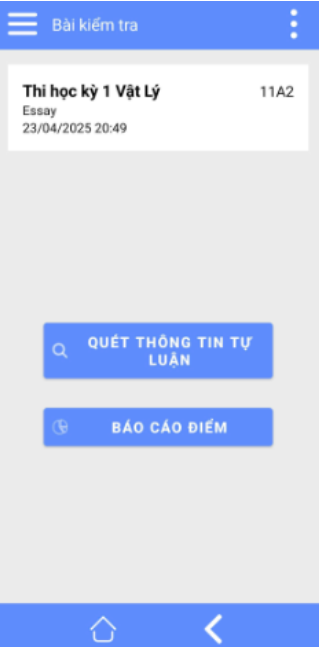 Bài kiểm tra
Thi học kỳ 1 Vật Lý 11A2
Essay
23/04/2025 20:49
QUÉT THÔNG TIN TỰ
LUẬN
BÁO CÁO ĐIỂM